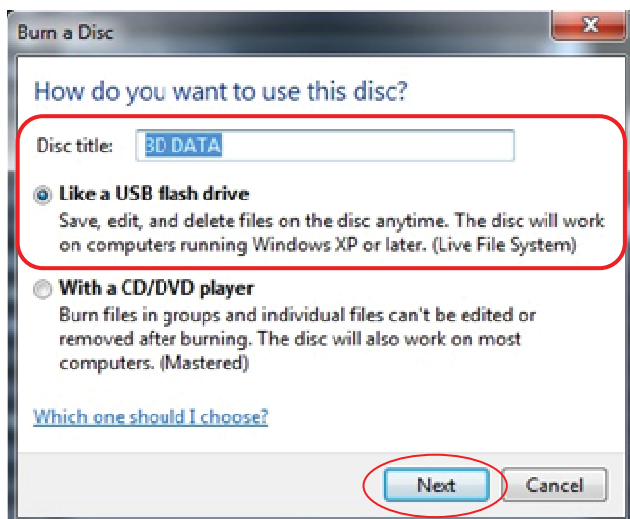 Burn a Disc
How do you want to use this disc?
Disc title: 3D DATA
Like a USB flash drive
Save, edit, and delete files on the disc anytime. The disc will work
on computers running Windows XP or later. (Live File System)
With a CD/DVD player
Burn files in groups and individual files can't be edited or
removed after burning. The disc will also work on most
computers. (Mastered)
Which one should I choose?
Next Cancel